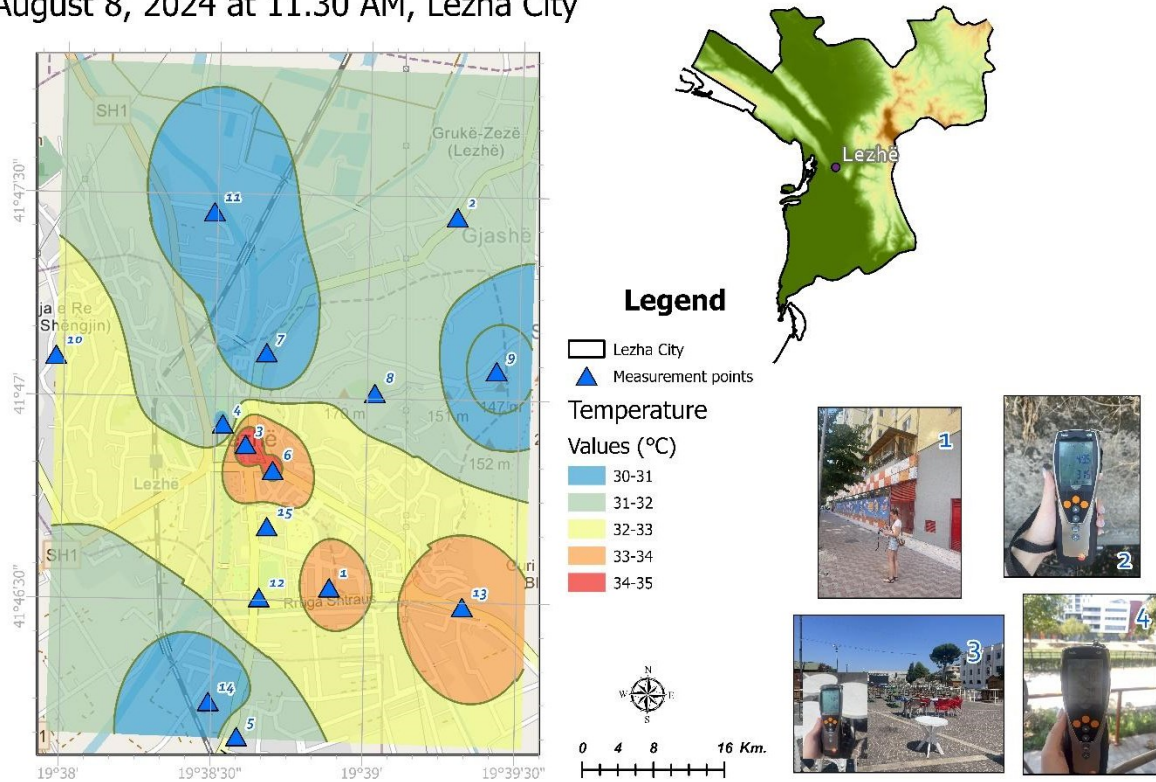 August 8, 2024 at 11.30 AM, Lezha City
SH1
Grukë-Zezë
(Lezhë)
41°47'30"
11
2
Gjashë
ja e Re
Shëngjin)
10
7
8
9
147/gr
41°47'
170 m
151 m
4
3
6
152 m
Lezhë
15
SH1
Guri
12
1
Rruga Shtraus
13
41°46'30"
14
5
19°38'
19°38'30"
19°39'
19°39'30"
Lezhë
Legend
Lezha City
Measurement points
Temperature
Values (°C)
30-31
31-32
32-33
33-34
34-35
N
W
E
S
0 4 8 16 Km.
1
2
3
4